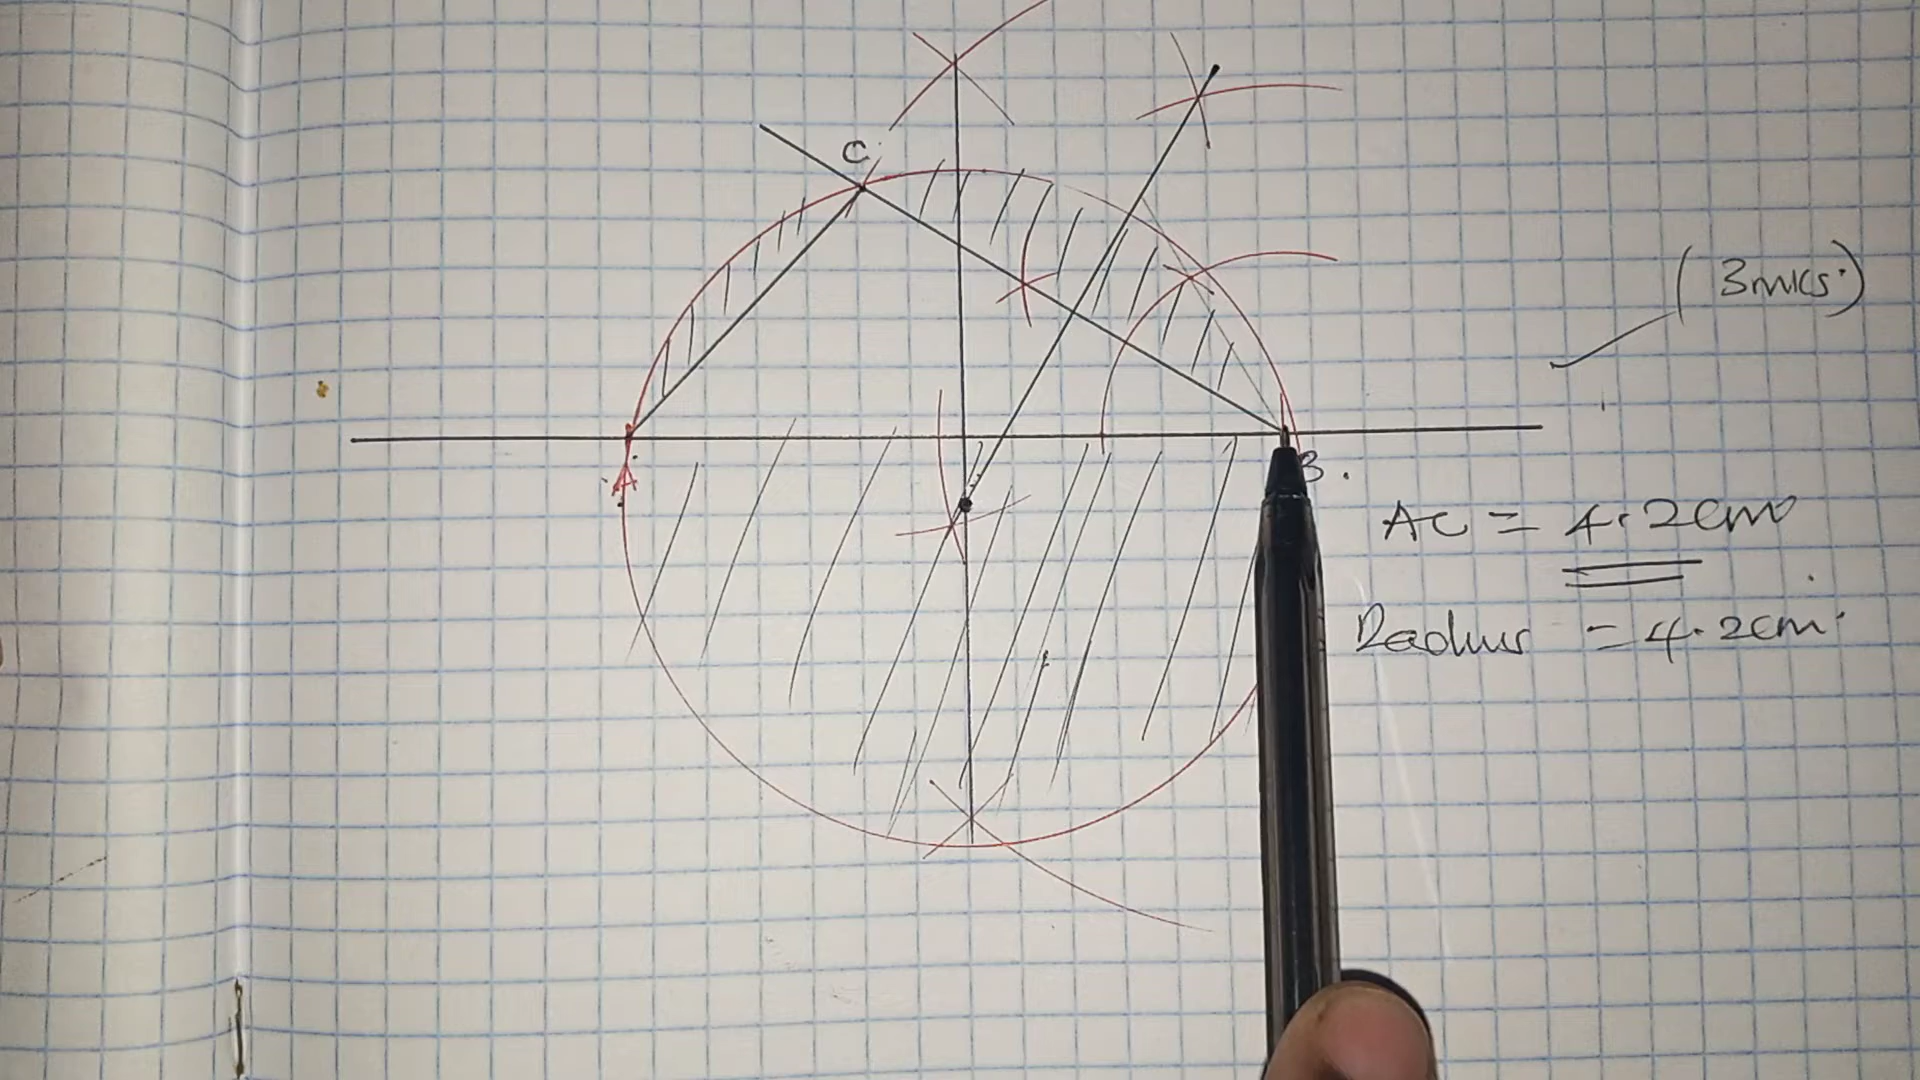 C
(3mks)
A
B.
AC = 4.2cm
Radius = 4.2cm.